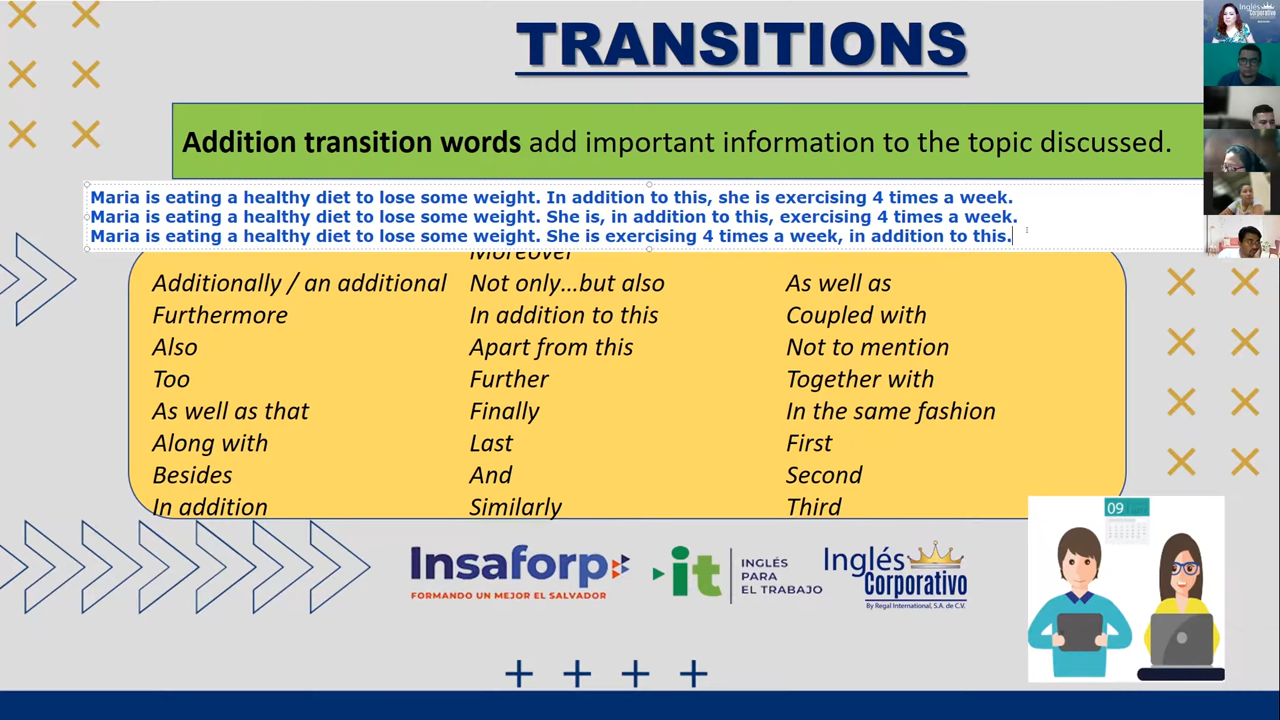 TRANSITIONS
Addition transition words add important information to the topic discussed.
Maria is eating a healthy diet to lose some weight. In addition to this, she is exercising 4 times a week.
Maria is eating a healthy diet to lose some weight. She is, in addition to this, exercising 4 times a week.
Maria is eating a healthy diet to lose some weight. She is exercising 4 times a week, in addition to this.
Moreover
Additionally / an additional
Furthermore
Also
Too
As well as that
Along with
Besides
In addition
Not only...but also
In addition to this
Apart from this
Further
Finally
Last
And
Similarly
As well as
Coupled with
Not to mention
Together with
In the same fashion
First
Second
Third
09
Insaforp
FORMANDO UN MEJOR EL SALVADOR
it
INGLÉS
PARA
EL TRABAJO
Inglés
Corporativo
By Regal International, S.A. de C.V.
Inglés
Corporativo